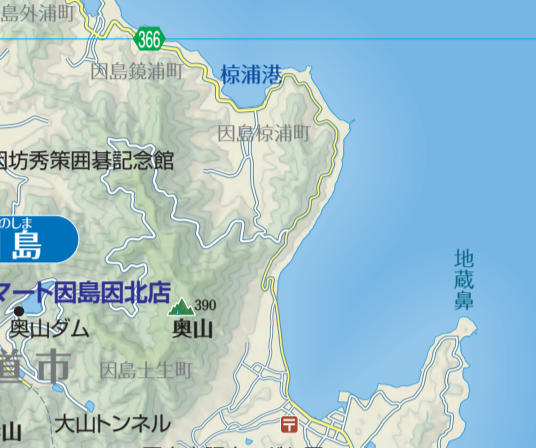 島外浦町
366
因島鏡浦町
椋浦港
因島椋浦町
因坊秀策囲碁記念館
のしま
島
地蔵鼻
マート因島因北店
390
奥山
奥山ダム
道市
因島土生町
大山トンネル
山